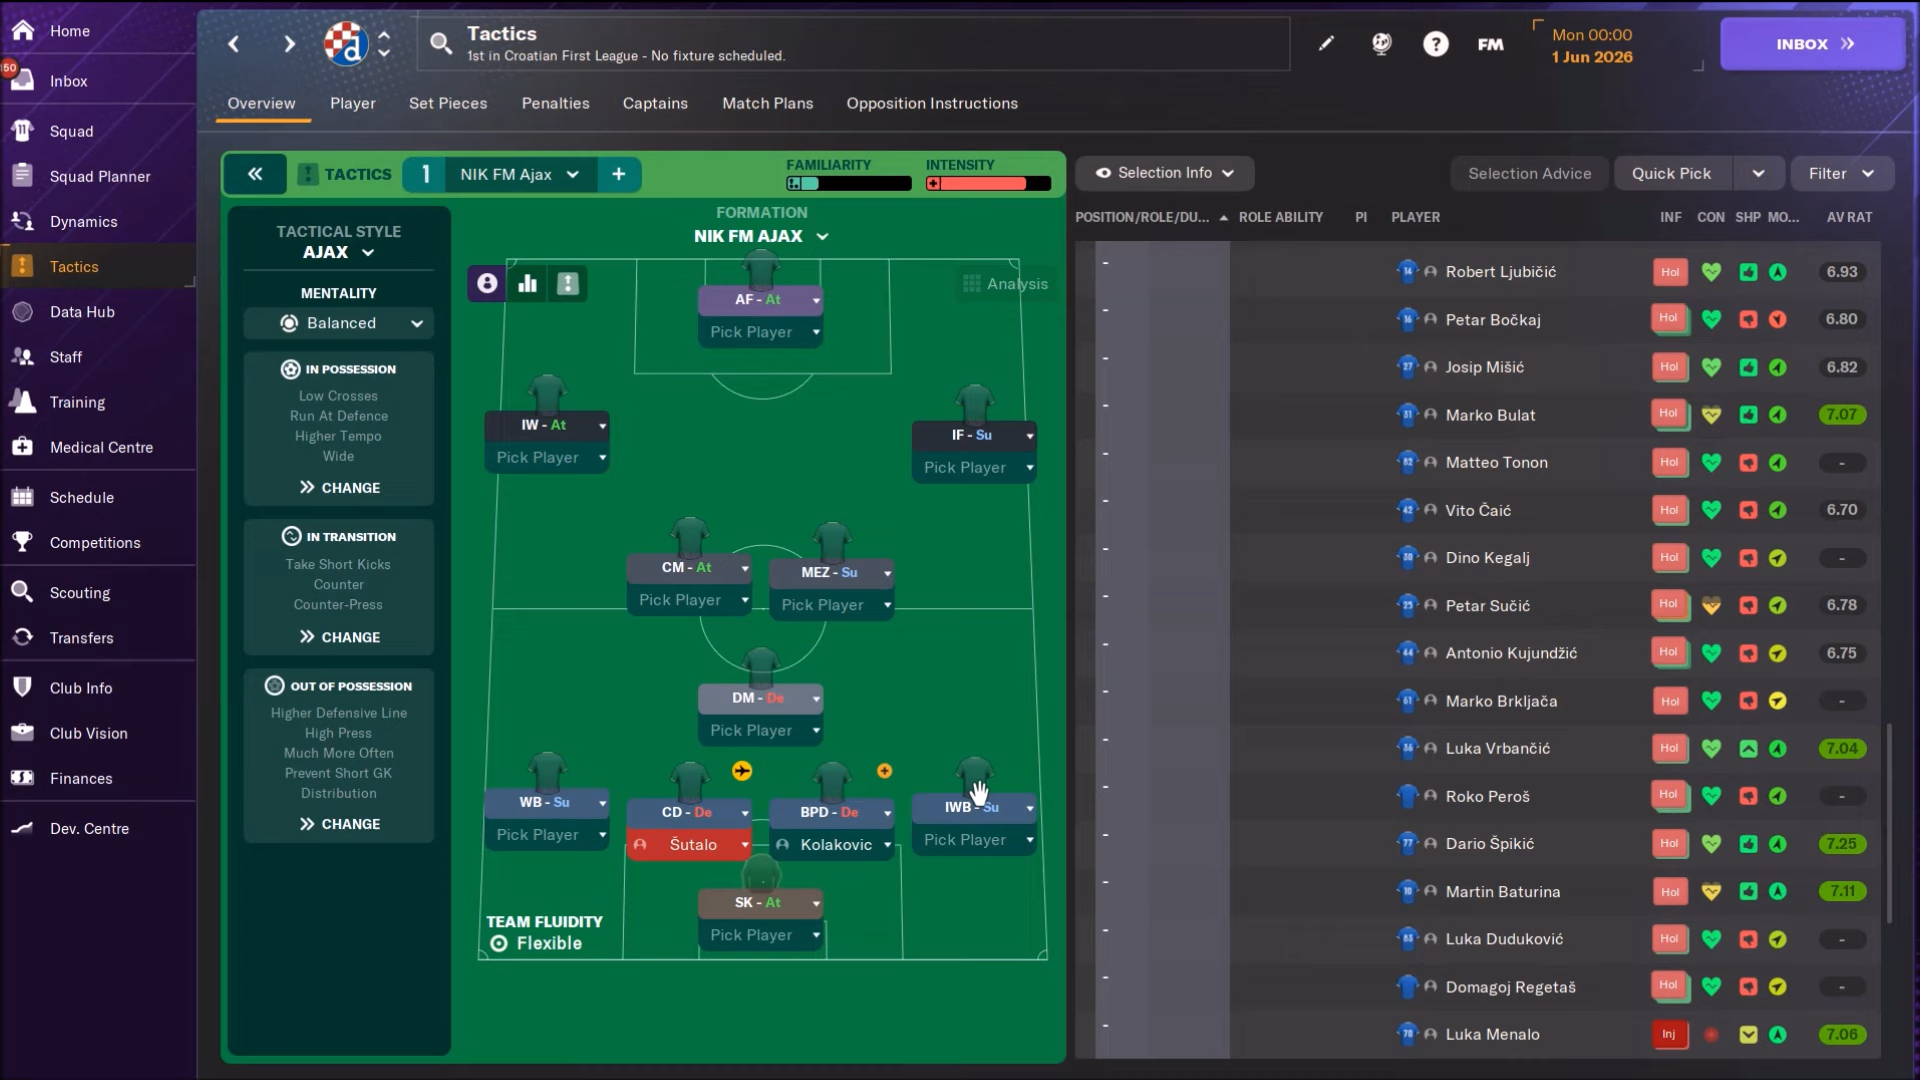 Home
150
Inbox
Squad
Squad Planner
Dynamics
Tactics
Data Hub
Staff
Training
Medical Centre
Schedule
Competitions
Scouting
Transfers
Club Info
Club Vision
Finances
Dev. Centre
Tactics
1st in Croatian First League - No fixture scheduled.
FM
Mon 00:00
1 Jun 2026
INBOX
Overview
Player
Set Pieces
Penalties
Captains
Match Plans
Opposition Instructions
TACTICS
1
NIK FM Ajax
FAMILIARITY
INTENSITY
TACTICAL STYLE
AJAX
MENTALITY
Balanced
IN POSSESSION
Low Crosses
Run At Defence
Higher Tempo
Wide
CHANGE
IN TRANSITION
Take Short Kicks
Counter
Counter-Press
CHANGE
OUT OF POSSESSION
Higher Defensive Line
High Press
Much More Often
Prevent Short GK
Distribution
CHANGE
FORMATION
NIK FM AJAX
Analysis
AF - At
Pick Player
IW - At
Pick Player
IF - Su
Pick Player
CM - At
Pick Player
MEZ - Su
Pick Player
DM - De
Pick Player
WB - Su
Pick Player
CD - De
Šutalo
BPD - De
Kolakovic
IWB - Su
Pick Player
SK - At
Pick Player
TEAM FLUIDITY
Flexible
Selection Info
Selection Advice
Quick Pick
Filter
POSITION/ROLE/DU... ROLE ABILITY PI PLAYER INF CON SHP MO... AV RAT
- 14 Robert Ljubičić Hol 6.93
- 16 Petar Bočkaj Hol 6.80
- 27 Josip Mišić Hol 6.82
- Marko Bulat Hol 7.07
- Matteo Tonon Hol -
- 42 Vito Čaić Hol 6.70
- Dino Kegalj Hol -
- 25 Petar Sučić Hol 6.78
- 44 Antonio Kujundžić Hol 6.75
- 61 Marko Brkljača Hol -
- Luka Vrbančić Hol 7.04
- Roko Peroš Hol -
- 77 Dario Špikić Hol 7.25
- 10 Martin Baturina Hol 7.11
- Luka Duduković Hol -
- Domagoj Regetaš Hol -
- 70 Luka Menalo Inj 7.06